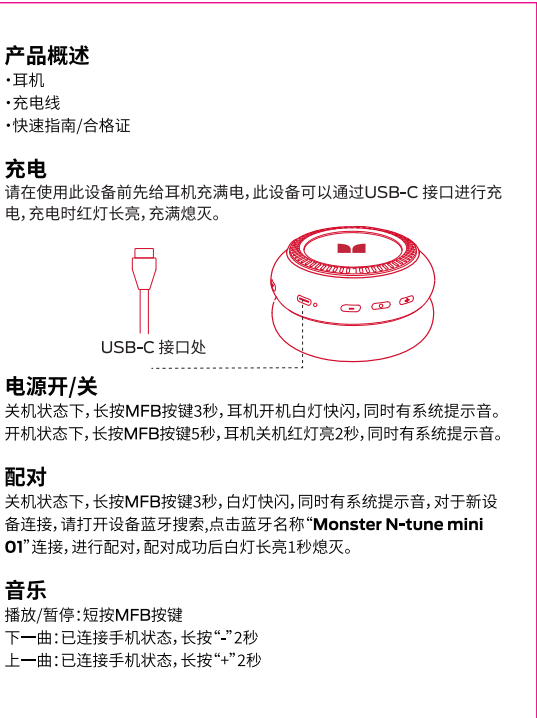 产品概述
·耳机
·充电线
·快速指南/合格证
充电
请在使用此设备前先给耳机充满电，此设备可以通过USB-C 接口进行充
电，充电时红灯长亮，充满熄灭。
USB-C 接口处
电源开/关
关机状态下，长按MFB按键3秒，耳机开机白灯快闪，同时有系统提示音。
开机状态下，长按MFB按键5秒，耳机关机红灯亮2秒，同时有系统提示音。
配对
关机状态下，长按MFB按键3秒，白灯快闪，同时有系统提示音，对于新设
备连接，请打开设备蓝牙搜索,点击蓝牙名称“Monster N-tune mini
01”连接，进行配对，配对成功后白灯长亮1秒熄灭。
音乐
播放/暂停：短按MFB按键
下一曲：已连接手机状态，长按“-”2秒
上一曲：已连接手机状态，长按“+”2秒